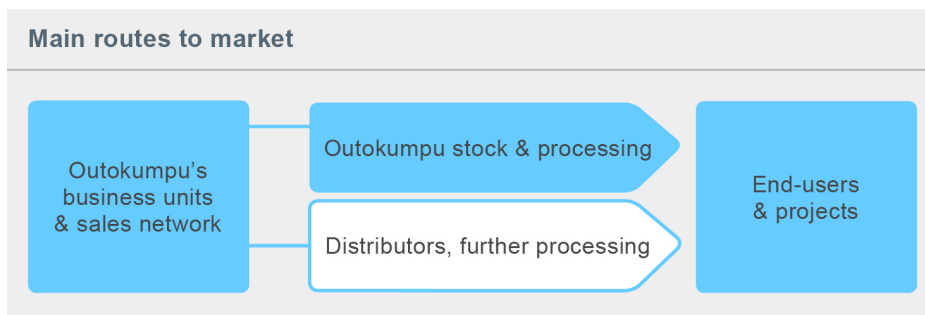 Main routes to market
Outokumpu’s
business units
& sales network
Outokumpu stock & processing
Distributors, further processing
End-users
& projects